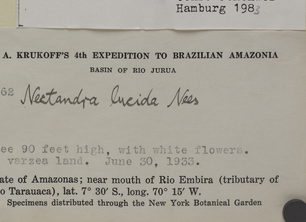 Hamburg 1983
A. KRUKOFF'S 4th EXPEDITION TO BRAZILIAN AMAZONIA
BASIN OF RIO JURUA
62
Nectandra lucida Nees
ee 90 feet high, with white flowers.
varzea land. June 30, 1933.
ate of Amazonas; near mouth of Rio Embira (tributary of
o Tarauaca), lat. 7° 30' S., long. 70° 15' W.
Specimens distributed through the New York Botanical Garden